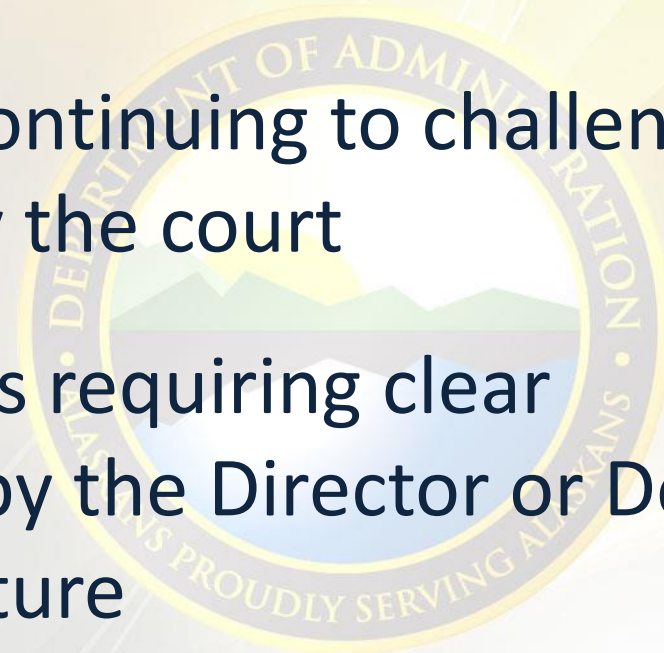 DEPARTMENT OF ADMINISTRATION
ontinuing to challen
the court
s requiring clear
by the Director or D
ture
• ALASKANS PROUDLY SERVING ALASKANS •